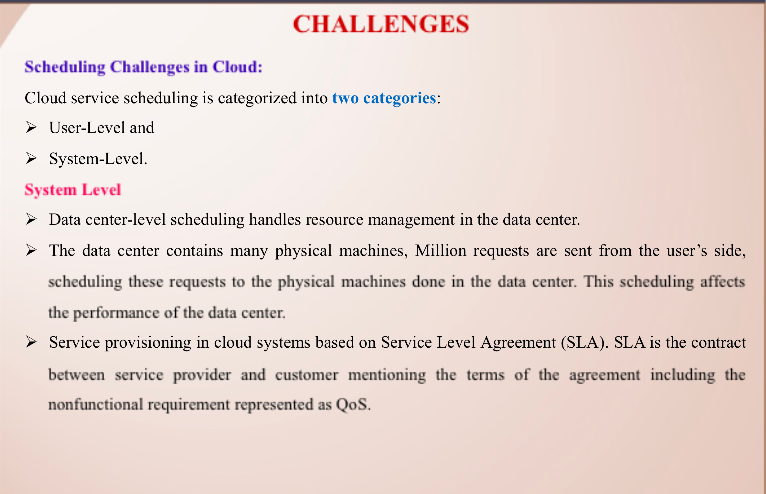 CHALLENGES
Scheduling Challenges in Cloud:
Cloud service scheduling is categorized into two categories:
➢ User-Level and
➢ System-Level.
System Level
➢ Data center-level scheduling handles resource management in the data center.
➢ The data center contains many physical machines, Million requests are sent from the user's side,
scheduling these requests to the physical machines done in the data center. This scheduling affects
the performance of the data center.
➢ Service provisioning in cloud systems based on Service Level Agreement (SLA). SLA is the contract
between service provider and customer mentioning the terms of the agreement including the
nonfunctional requirement represented as QoS.